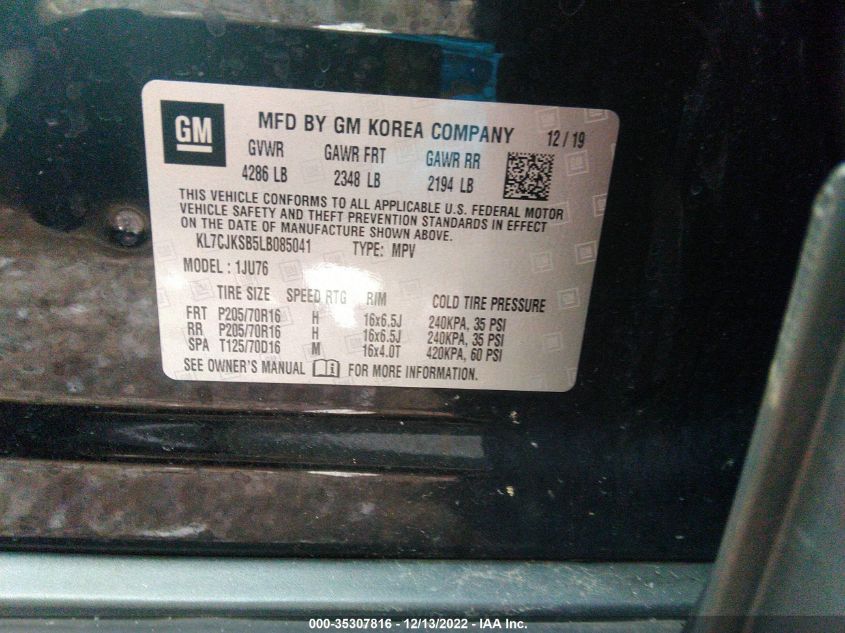 GM
MFD BY GM KOREA COMPANY 12 / 19
GVWR GAWR FRT GAWR RR
4286 LB 2348 LB 2194 LB
THIS VEHICLE CONFORMS TO ALL APPLICABLE U.S. FEDERAL MOTOR
VEHICLE SAFETY AND THEFT PREVENTION STANDARDS IN EFFECT
ON THE DATE OF MANUFACTURE SHOWN ABOVE.
KL7CJKSB5LB085041 TYPE: MPV
MODEL : 1JU76
TIRE SIZE SPEED RTG RIM COLD TIRE PRESSURE
FRT P205/70R16 H 16x6.5J 240KPA, 35 PSI
RR P205/70R16 H 16x6.5J 240KPA, 35 PSI
SPA T125/70D16 M 16x4.0T 420KPA, 60 PSI
SEE OWNER'S MANUAL FOR MORE INFORMATION.
000-35307816 - 12/13/2022 - IAA Inc.